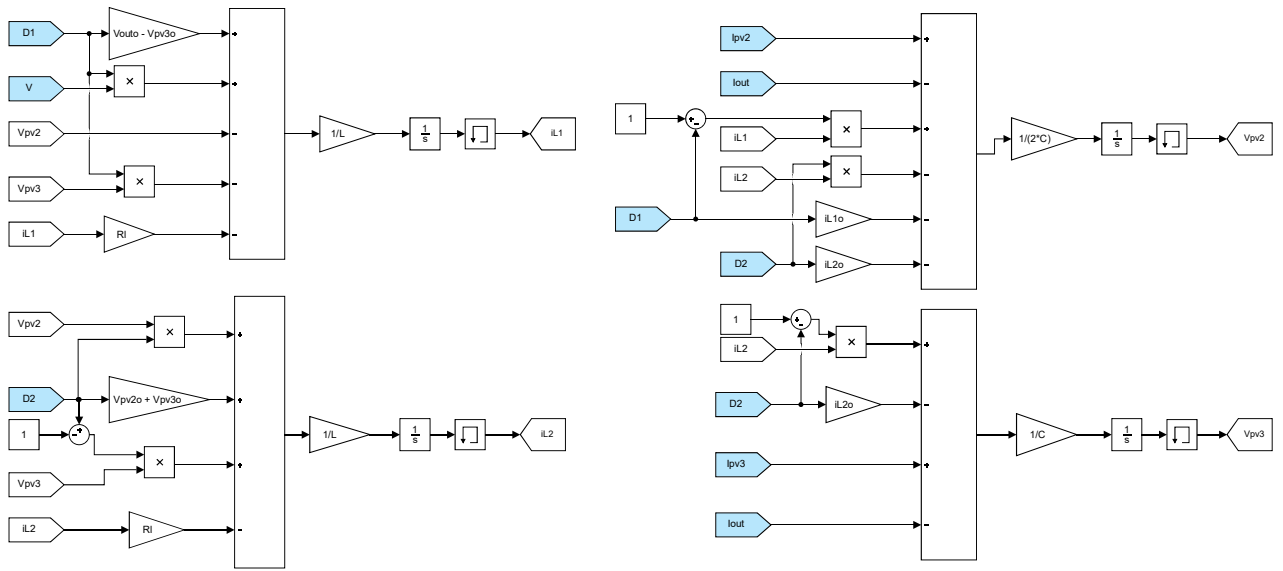 D1
Vouto - Vpv3o
+
V
×
+
Vpv2
-
Vpv3
×
-
iL1
Rl
-
1/L
1
s
iL1
Ipv2
+
Iout
-
1
+
-
iL1
×
+
iL2
×
-
D1
iL1o
-
D2
iL2o
-
1/(2*C)
1
s
Vpv2
Vpv2
×
+
D2
Vpv2o + Vpv3o
+
1
-
+
Vpv3
×
+
iL2
Rl
-
1/L
1
s
iL2
1
+
-
iL2
×
+
D2
iL2o
-
Ipv3
+
Iout
-
1/C
1
s
Vpv3